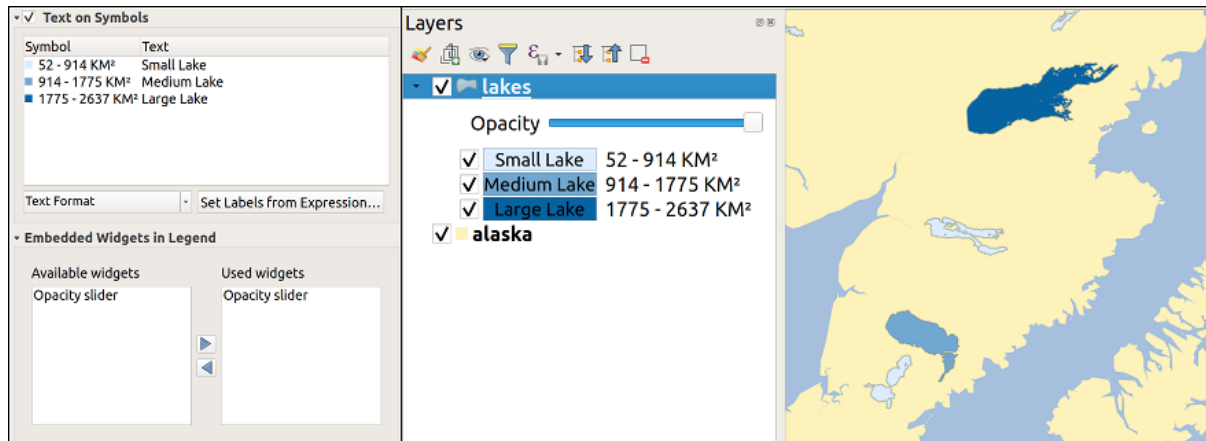 Text on Symbols
Symbol Text
52 - 914 KM² Small Lake
914 - 1775 KM² Medium Lake
1775 - 2637 KM² Large Lake
Text Format
Set Labels from Expression...
Embedded Widgets in Legend
Available widgets
Used widgets
Opacity slider
Opacity slider
Layers
lakes
Opacity
Small Lake 52 - 914 KM²
Medium Lake 914 - 1775 KM²
Large Lake 1775 - 2637 KM²
alaska